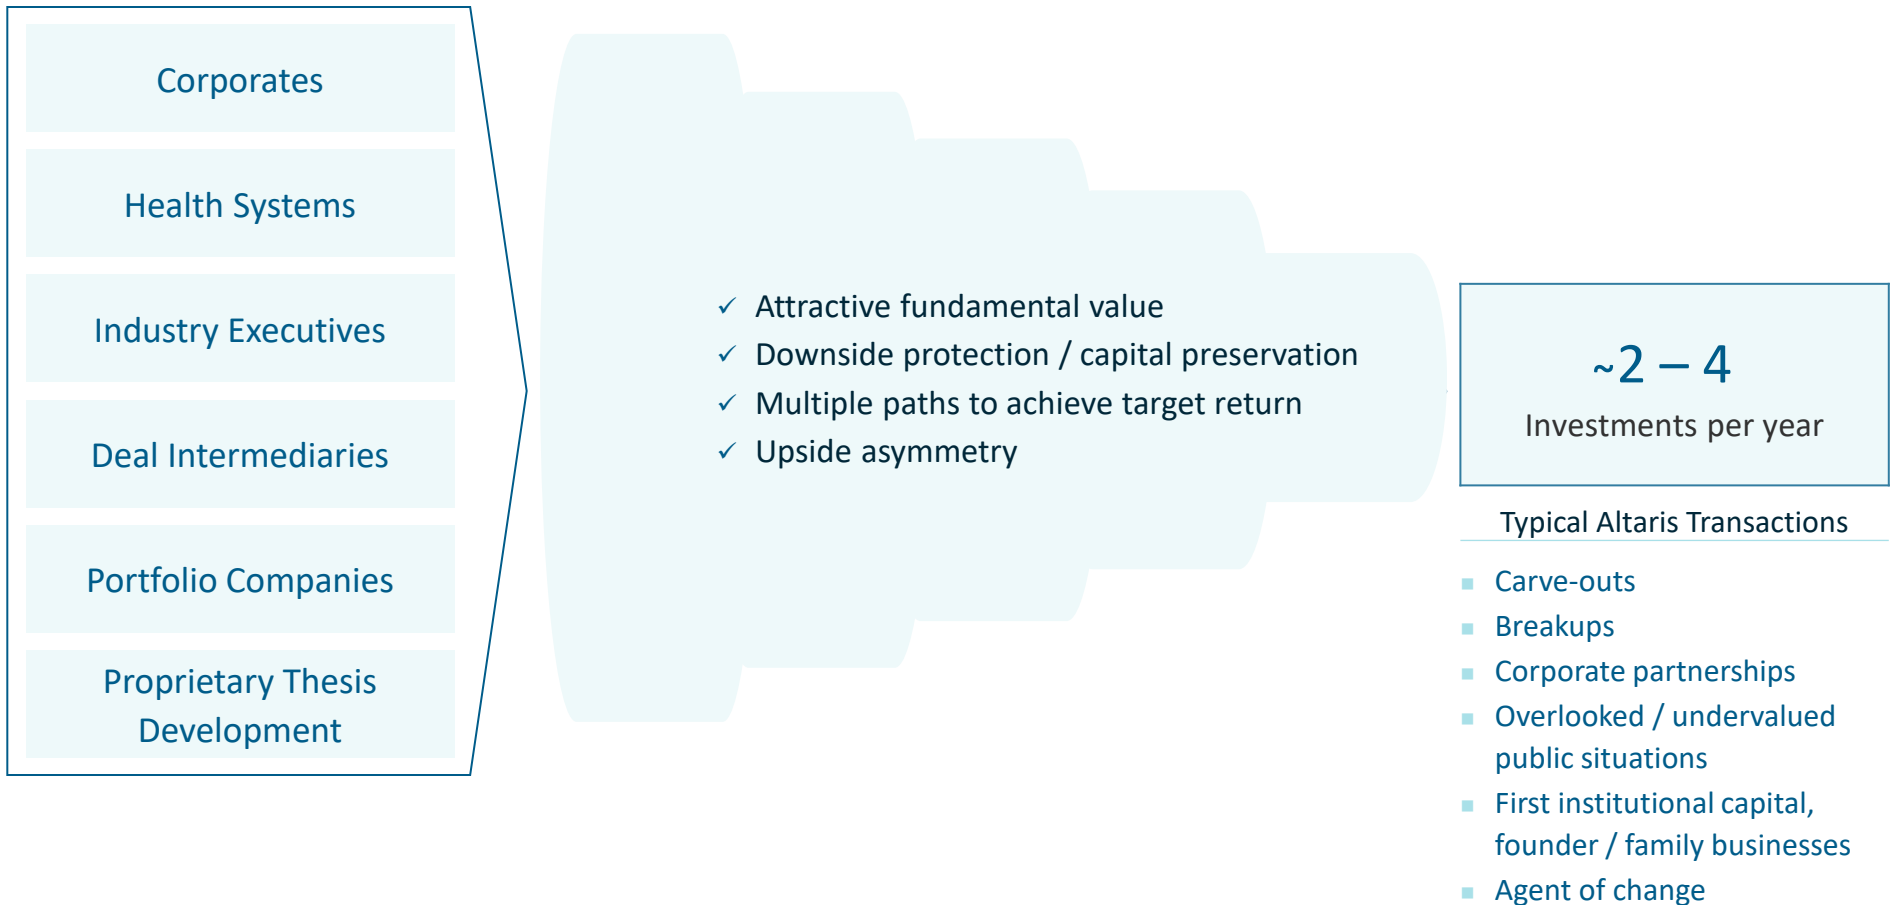 Corporates
Health Systems
Industry Executives
Deal Intermediaries
Portfolio Companies
Proprietary Thesis
Development
✓ Attractive fundamental value
✓ Downside protection / capital preservation
✓ Multiple paths to achieve target return
✓ Upside asymmetry
~2 – 4
Investments per year
Typical Altaris Transactions
▪ Carve-outs
▪ Breakups
▪ Corporate partnerships
▪ Overlooked / undervalued
public situations
▪ First institutional capital,
founder / family businesses
▪ Agent of change